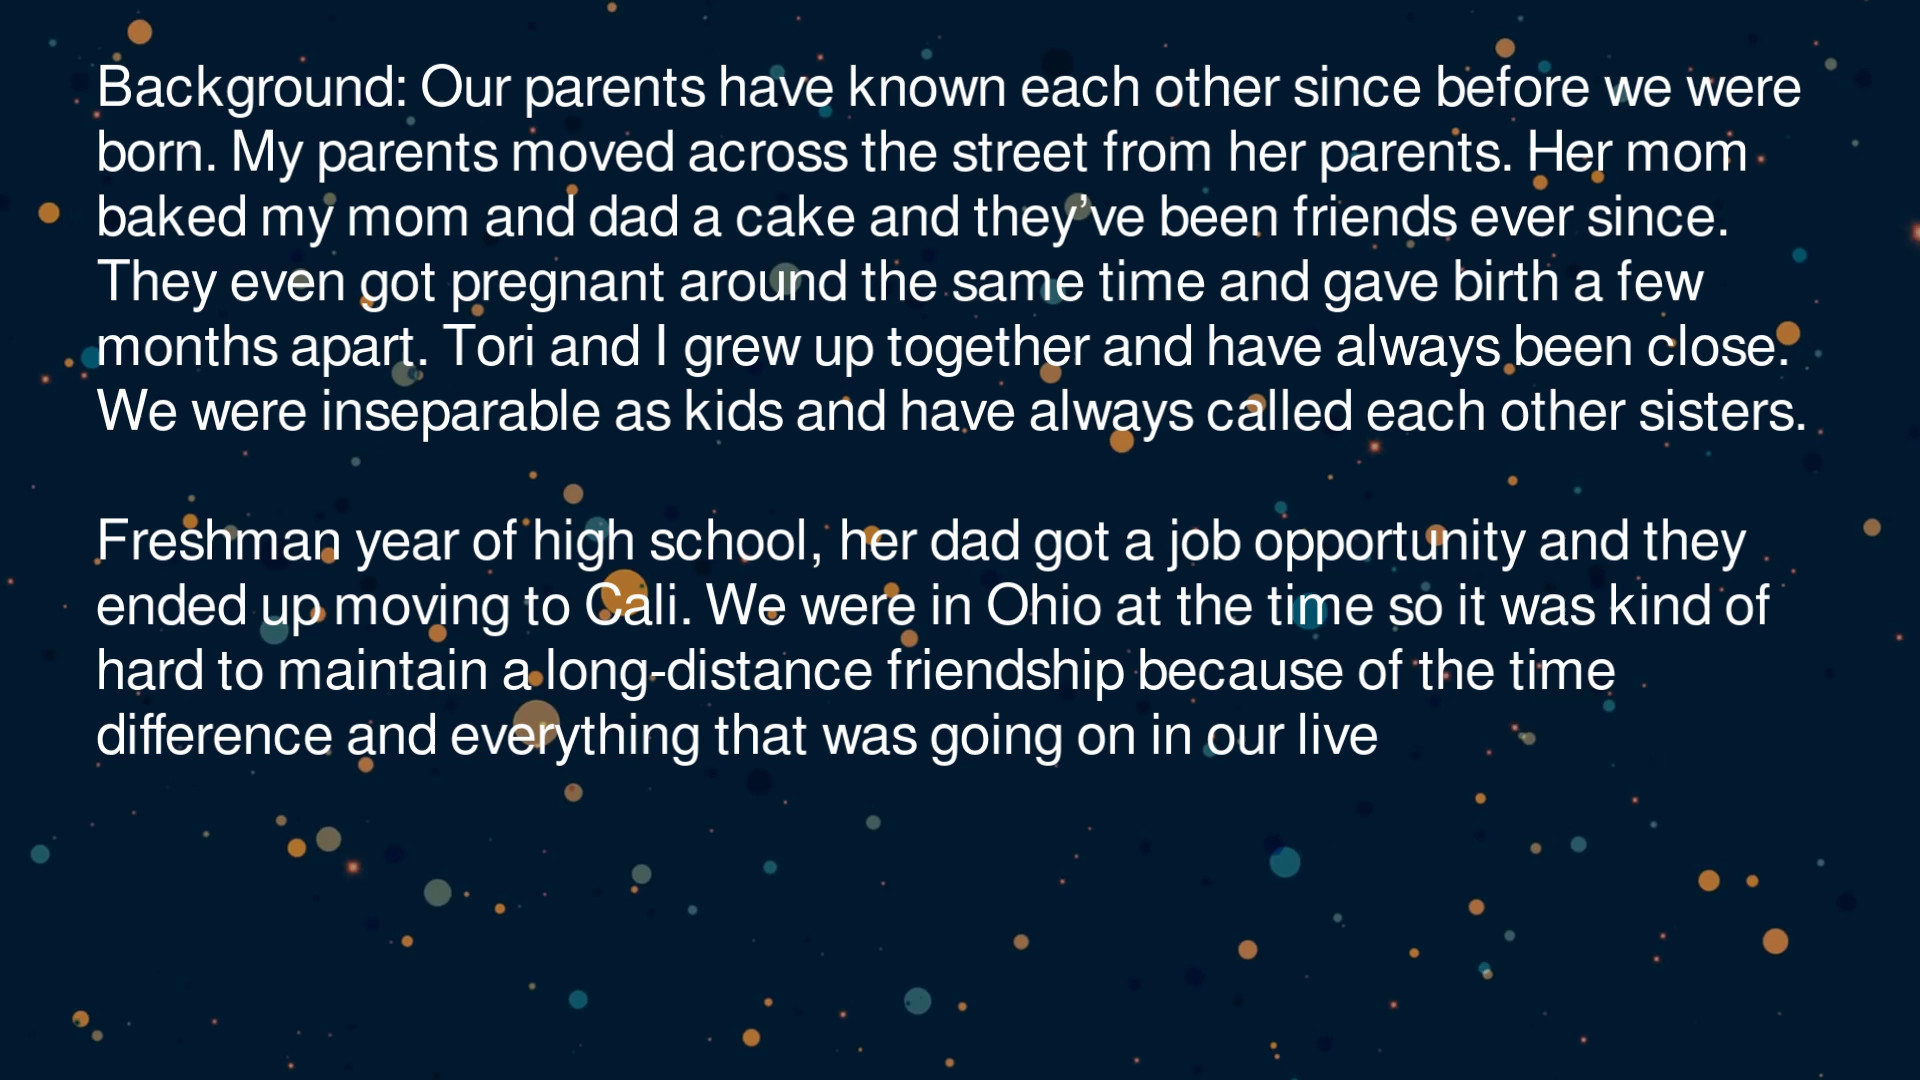 Background: Our parents have known each other since before we were
born. My parents moved across the street from her parents. Her mom
baked my mom and dad a cake and they’ve been friends ever since.
They even got pregnant around the same time and gave birth a few
months apart. Tori and I grew up together and have always been close.
We were inseparable as kids and have always called each other sisters.
Freshman year of high school, her dad got a job opportunity and they
ended up moving to Cali. We were in Ohio at the time so it was kind of
hard to maintain a long-distance friendship because of the time
difference and everything that was going on in our live